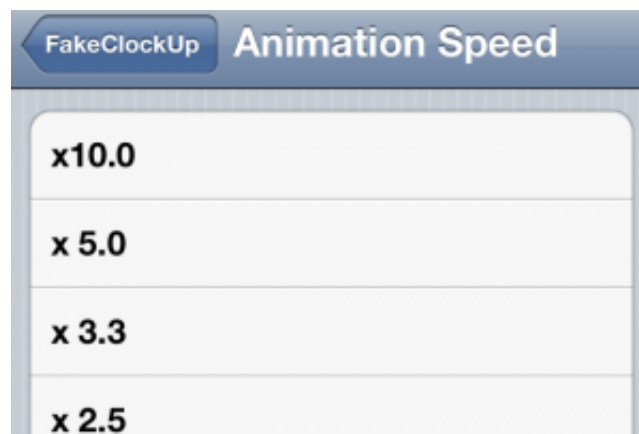 FakeClockUp Animation Speed
x10.0
x 5.0
x 3.3
x 2.5